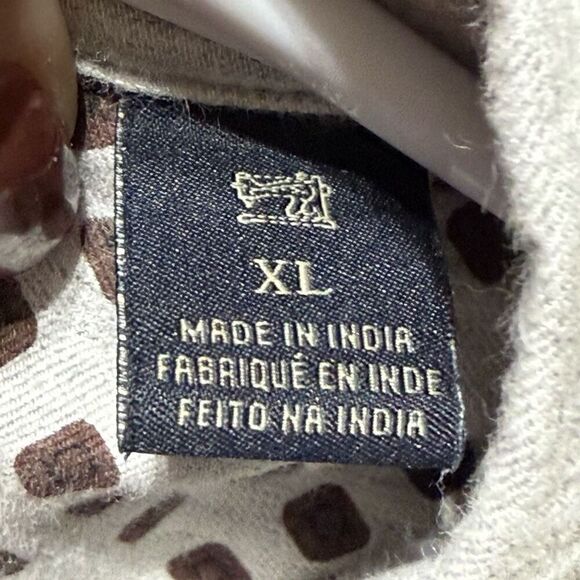 XL
MADE IN INDIA
FABRIQUÉ EN INDE
FEITO NA INDIA